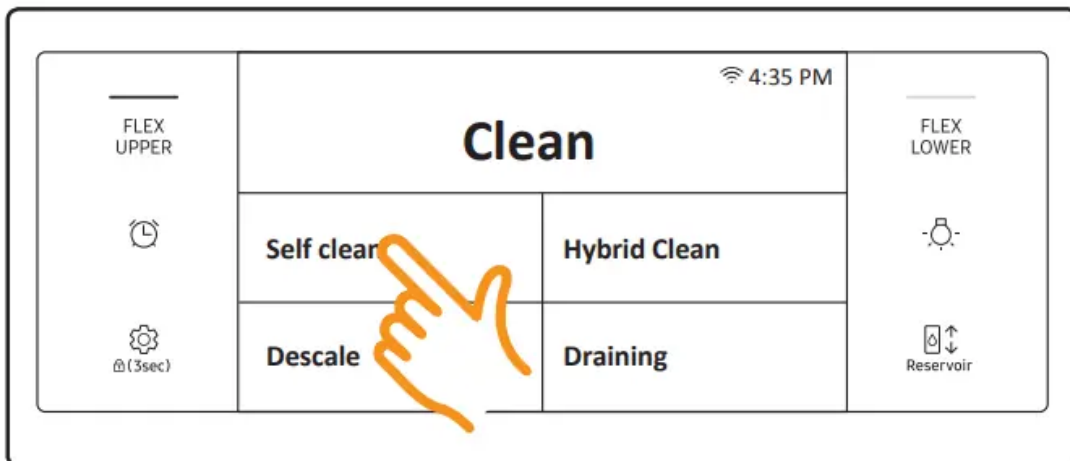 4:35 PM
FLEX
UPPER
Clean
FLEX
LOWER
Self clean
Hybrid Clean
Descale
Draining
(3sec)
Reservoir